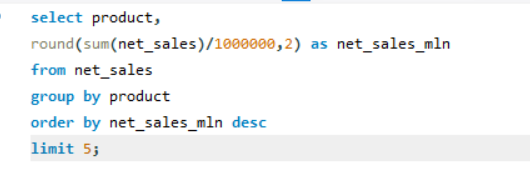 select product,
round(sum(net_sales)/1000000,2) as net_sales_mln
from net_sales
group by product
order by net_sales_mln desc
limit 5;